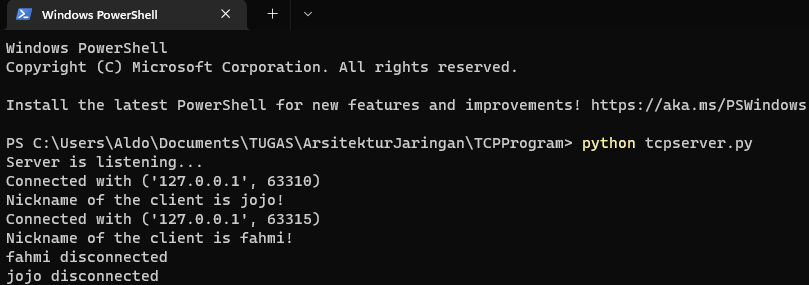 Windows PowerShell
Windows PowerShell
Copyright (C) Microsoft Corporation. All rights reserved.
Install the latest PowerShell for new features and improvements! https://aka.ms/PSWindows
PS C:\Users\Aldo\Documents\TUGAS\ArsitekturJaringan\TCPProgram> python tcpserver.py
Server is listening...
Connected with ('127.0.0.1', 63310)
Nickname of the client is jojo!
Connected with ('127.0.0.1', 63315)
Nickname of the client is fahmi!
fahmi disconnected
jojo disconnected